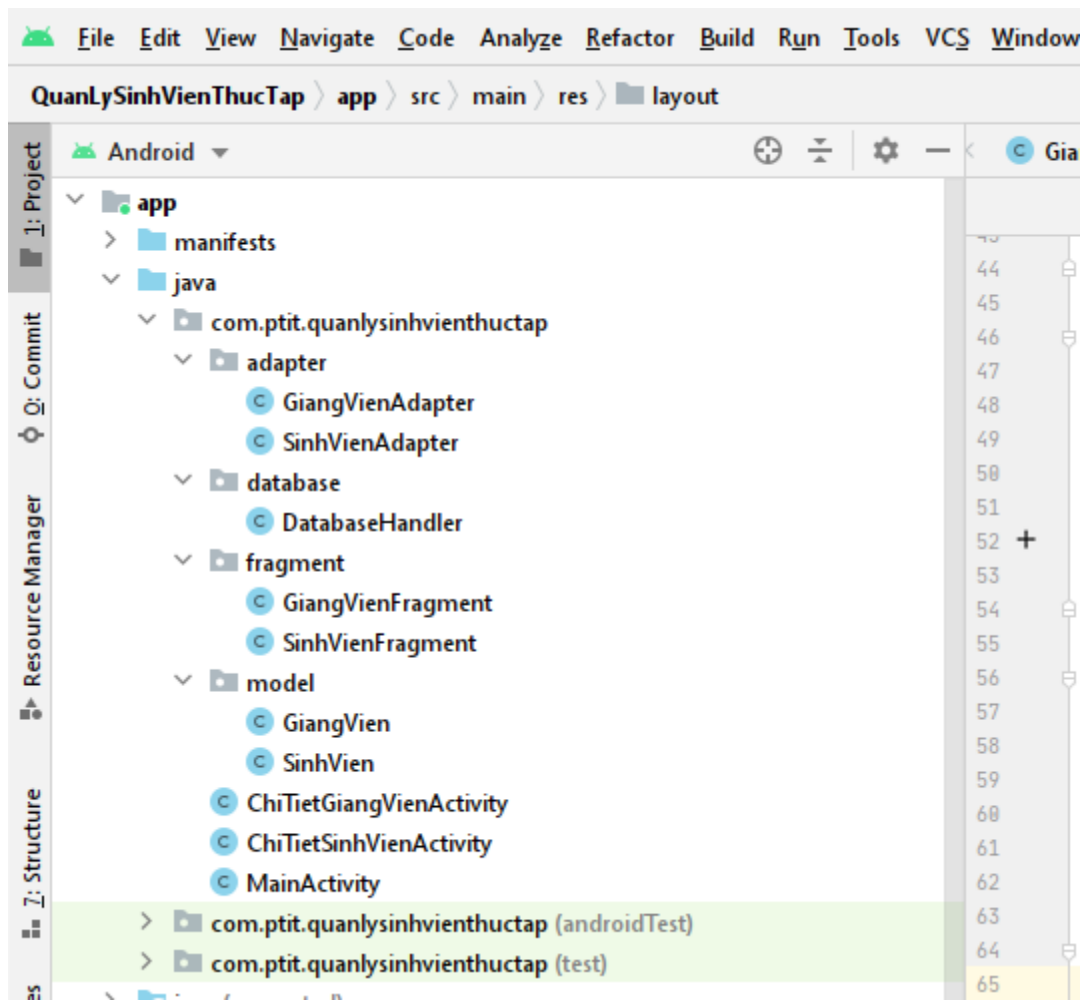 File Edit View Navigate Code Analyze Refactor Build Run Tools VCS Window
QuanLySinhVienThucTap app src main res layout
Android
Gia
1: Project
0: Commit
Resource Manager
7: Structure
app
manifests
java
com.ptit.quanlysinhvienthuctap
adapter
GiangVienAdapter
SinhVienAdapter
database
DatabaseHandler
fragment
GiangVienFragment
SinhVienFragment
model
GiangVien
SinhVien
ChiTietGiangVienActivity
ChiTietSinhVienActivity
MainActivity
com.ptit.quanlysinhvienthuctap (androidTest)
com.ptit.quanlysinhvienthuctap (test)
44
45
46
47
48
49
50
51
52
53
54
55
56
57
58
59
60
61
62
63
64
65